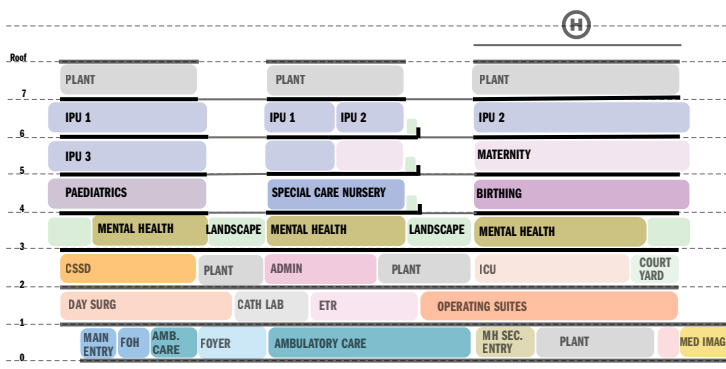 H
Roof
PLANT PLANT PLANT
7
IPU 1 IPU 1 IPU 2 IPU 2
6
IPU 3 MATERNITY
5
PAEDIATRICS SPECIAL CARE NURSERY BIRTHING
4
MENTAL HEALTH LANDSCAPE MENTAL HEALTH LANDSCAPE MENTAL HEALTH
3
CSSD PLANT ADMIN PLANT ICU COURT
YARD
2
DAY SURG CATH LAB ETR OPERATING SUITES
1
MAIN
ENTRY FOH AMB.
CARE FOYER AMBULATORY CARE MH SEC.
ENTRY PLANT MED IMAG
0